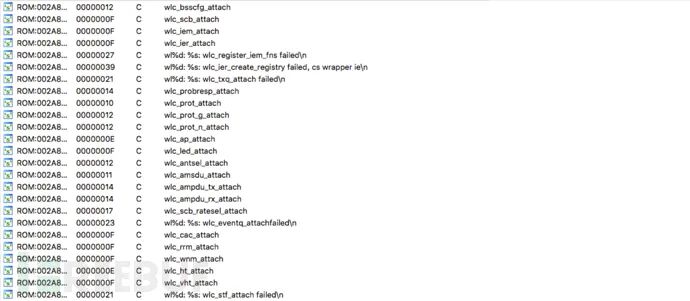 ROM:002A8... 00000012 C wlc_bsscfg_attach
ROM:002A8... 0000000F C wlc_scb_attach
ROM:002A8... 0000000F C wlc_iem_attach
ROM:002A8... 0000000F C wlc_ier_attach
ROM:002A8... 00000027 C wl%d: %s: wlc_register_iem_fns failed\n
ROM:002A8... 00000039 C wl%d: %s: wlc_ier_create_registry failed, cs wrapper ie\n
ROM:002A8... 00000021 C wl%d: %s: wlc_txq_attach failed\n
ROM:002A8... 00000014 C wlc_probresp_attach
ROM:002A8... 00000010 C wlc_prot_attach
ROM:002A8... 00000012 C wlc_prot_g_attach
ROM:002A8... 00000012 C wlc_prot_n_attach
ROM:002A8... 0000000E C wlc_ap_attach
ROM:002A8... 0000000F C wlc_led_attach
ROM:002A8... 00000012 C wlc_antsel_attach
ROM:002A8... 00000011 C wlc_amsdu_attach
ROM:002A8... 00000014 C wlc_ampdu_tx_attach
ROM:002A8... 00000014 C wlc_ampdu_rx_attach
ROM:002A8... 00000017 C wlc_scb_ratesel_attach
ROM:002A8... 00000023 C wl%d: %s: wlc_eventq_attachfailed\n
ROM:002A8... 0000000F C wlc_cac_attach
ROM:002A8... 0000000F C wlc_rrm_attach
ROM:002A8... 0000000F C wlc_wnm_attach
ROM:002A8... 0000000E C wlc_ht_attach
ROM:002A8... 0000000F C wlc_vht_attach
ROM:002A8... 00000021 C wl%d: %s: wlc_stf_attach failed\n